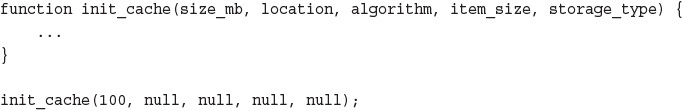 function init_cache(size_mb, location, algorithm, item_size, storage_type) {
    ...
}

init_cache(100, null, null, null, null);